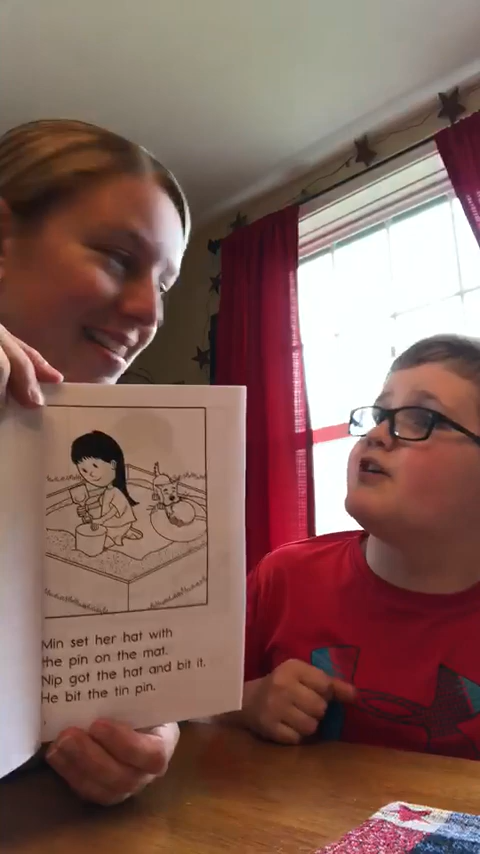 Min set her hat with
the pin on the mat.
Nip got the hat and bit it.
He bit the tin pin.